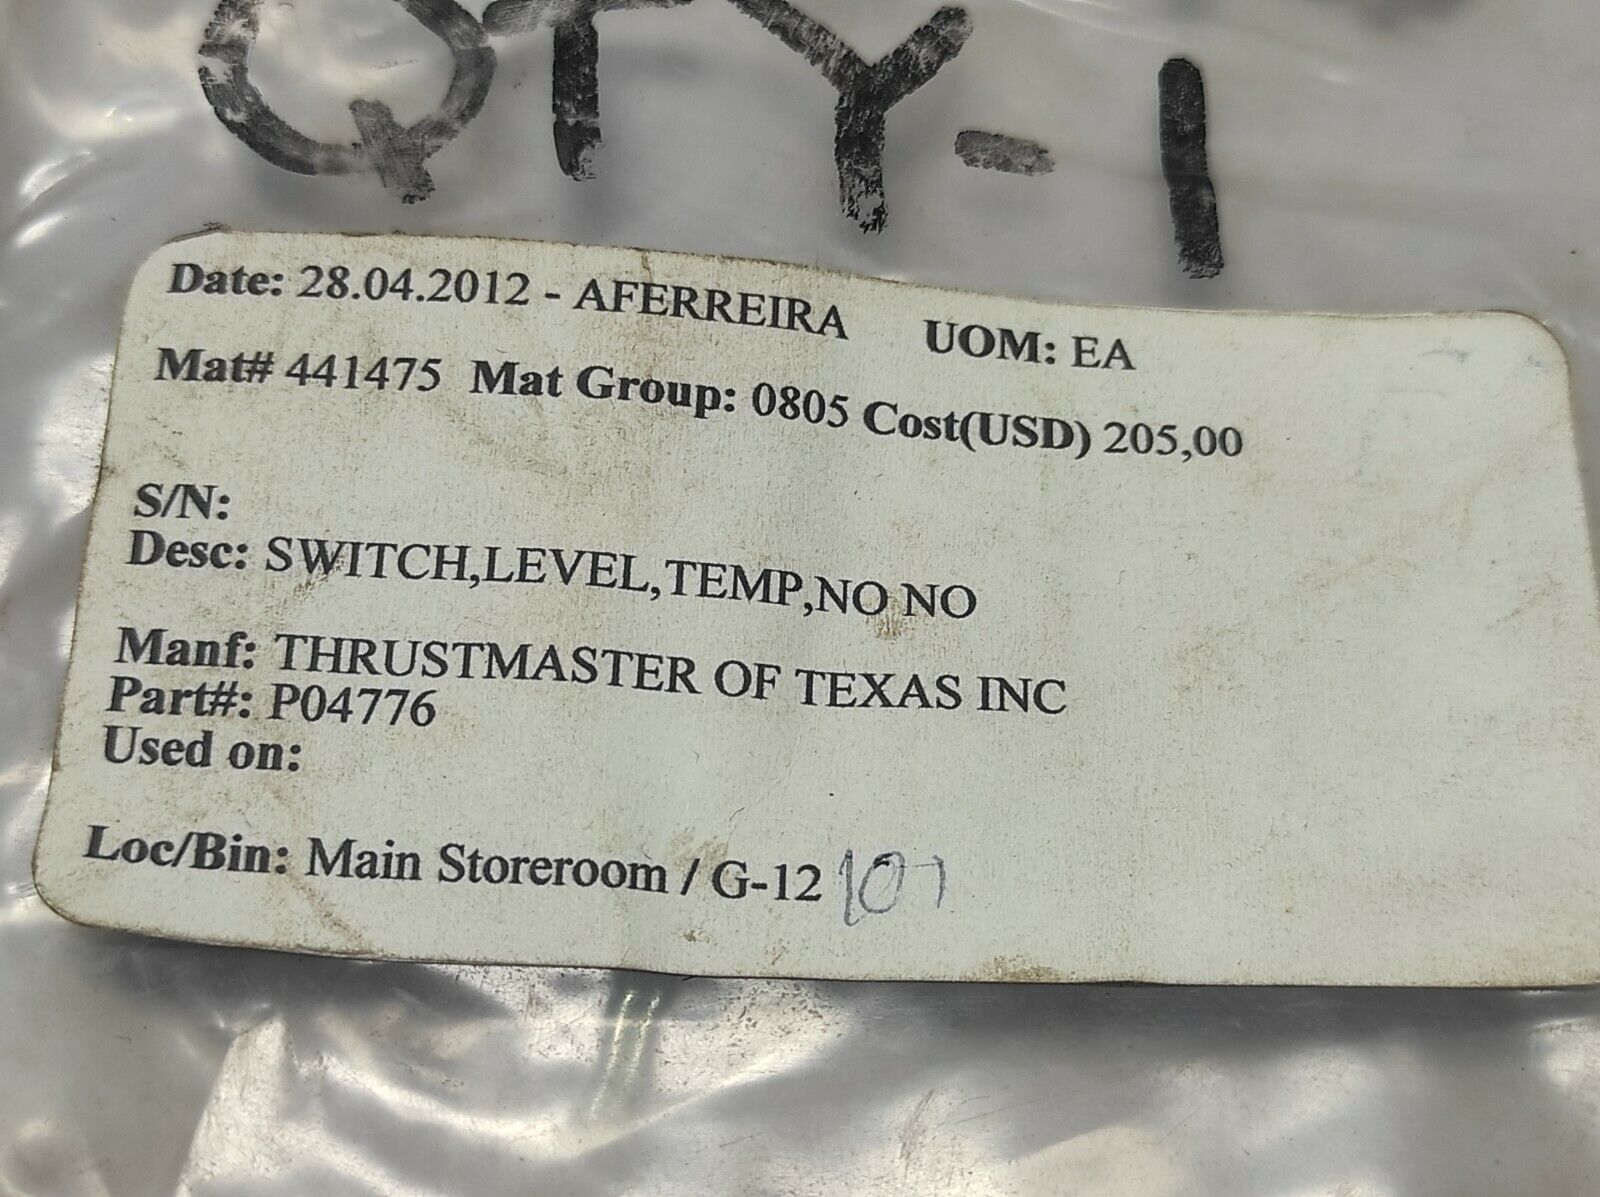 QTY-1
Date: 28.04.2012 - AFERREIRA UOM: EA
Mat# 441475 Mat Group: 0805 Cost(USD) 205,00
S/N:
Desc: SWITCH,LEVEL,TEMP,NO NO
Manf: THRUSTMASTER OF TEXAS INC
Part#: P04776
Used on:
Loc/Bin: Main Storeroom / G-12